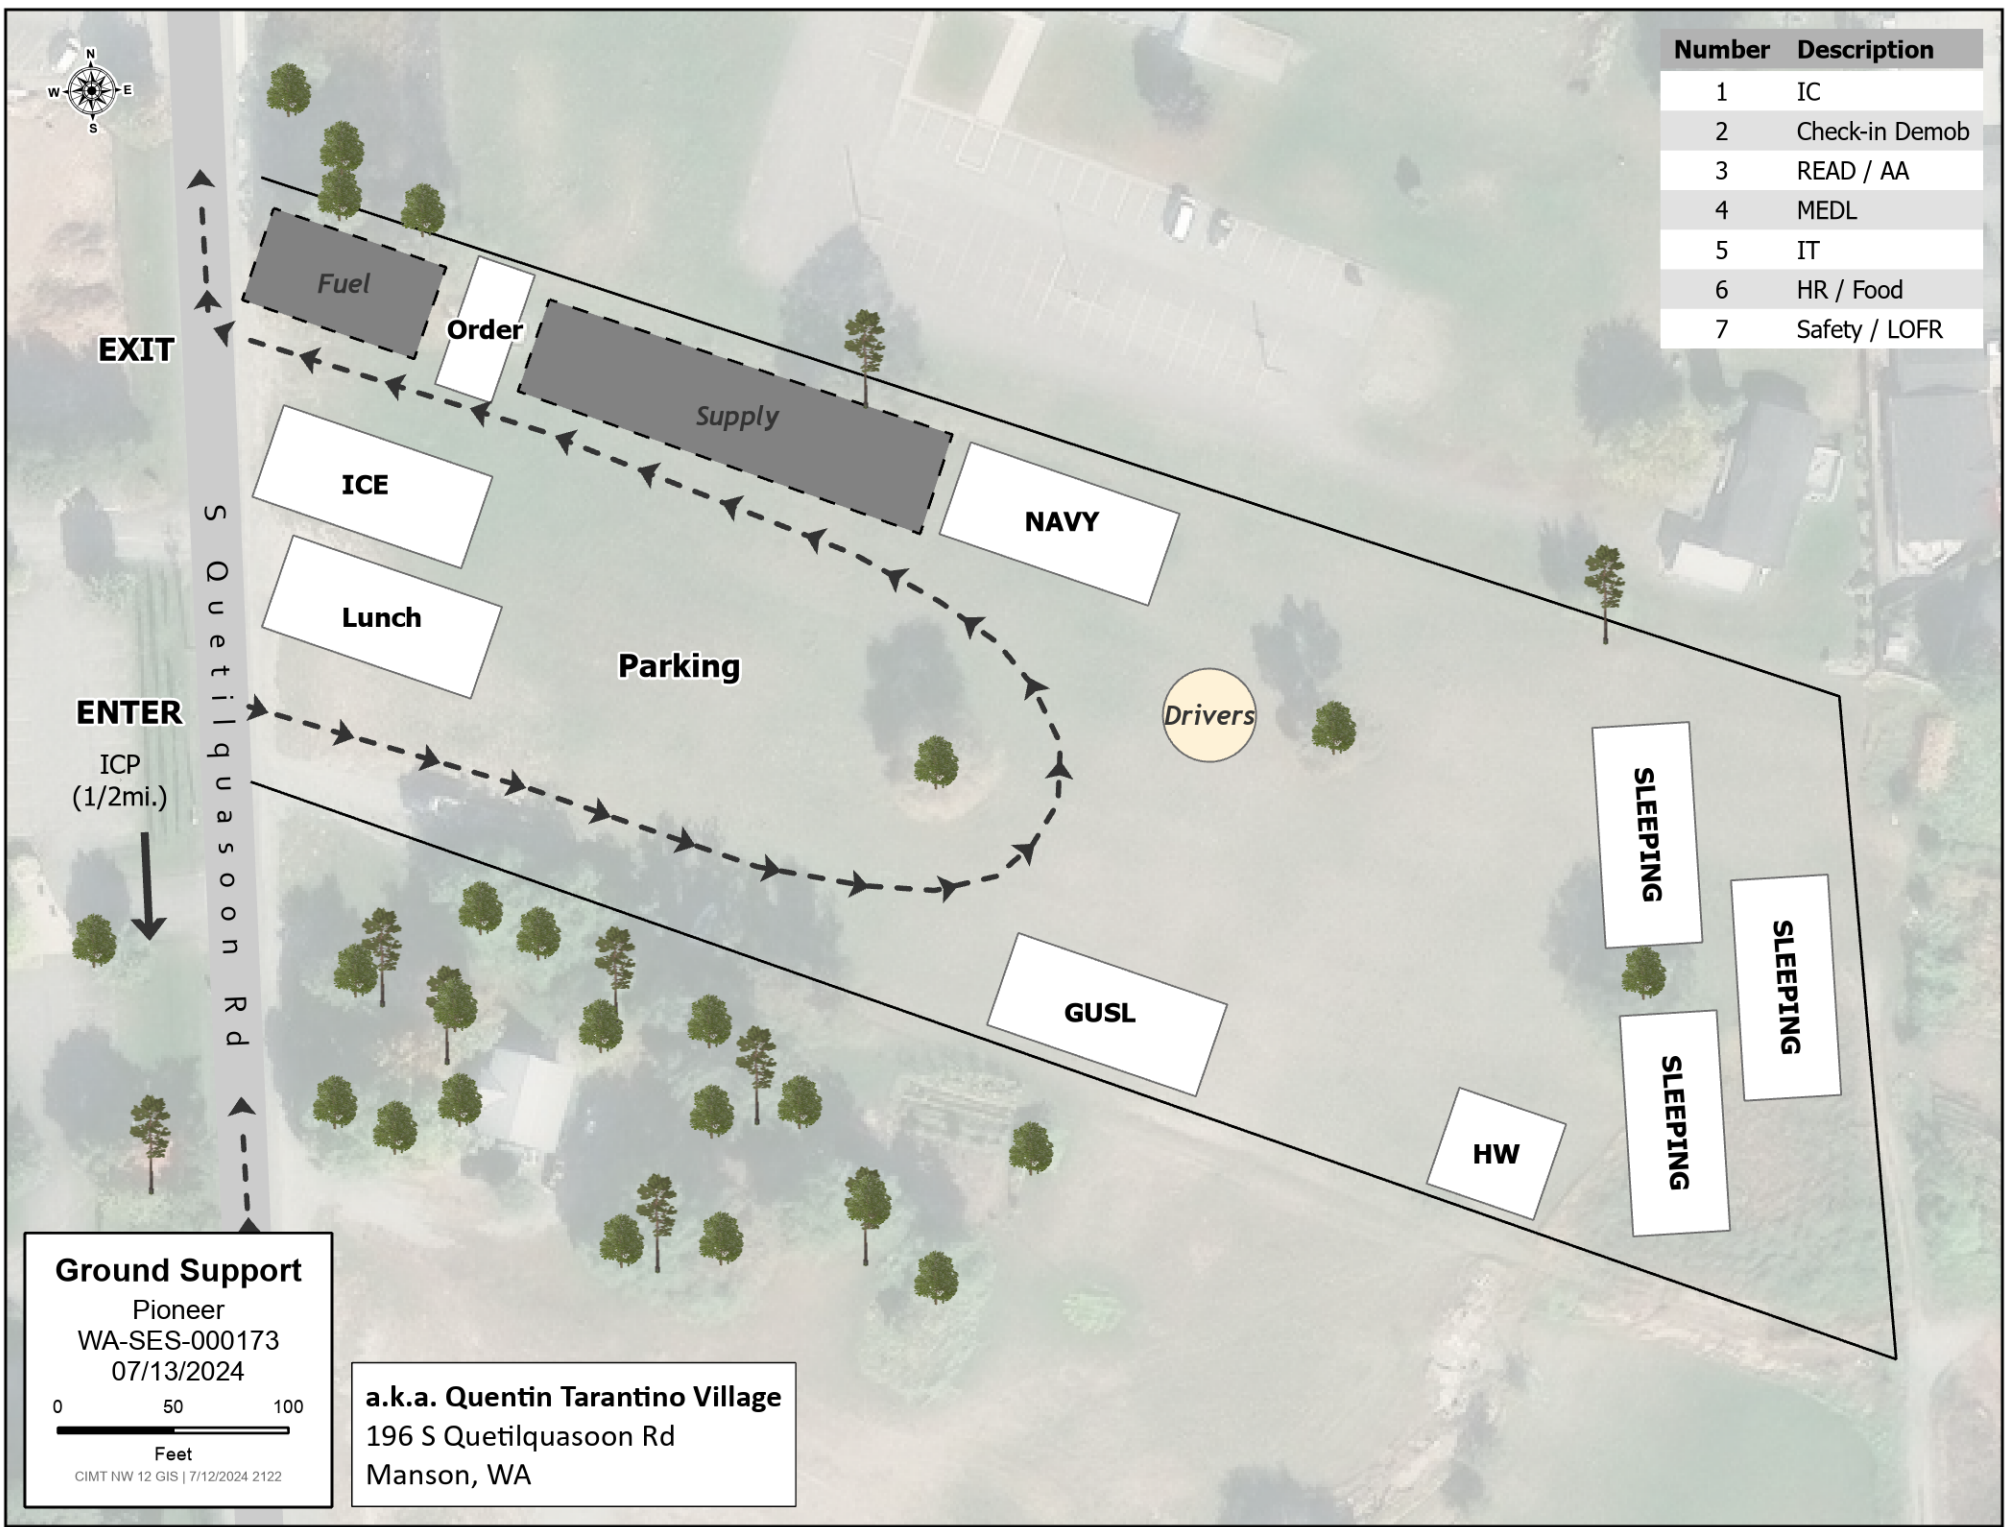 N
W E
S
Number Description
1 IC
2 Check-in Demob
3 READ / AA
4 MEDL
5 IT
6 HR / Food
7 Safety / LOFR
Fuel
Order
Supply
EXIT
ICE
NAVY
Lunch
Parking
ENTER
ICP
(1/2mi.)
S Quetilquasoon Rd
Drivers
SLEEPING
SLEEPING
SLEEPING
GUSL
HW
Ground Support
Pioneer
WA-SES-000173
07/13/2024
0 50 100
Feet
CIMT NW 12 GIS | 7/12/2024 2122
a.k.a. Quentin Tarantino Village
196 S Quetilquasoon Rd
Manson, WA